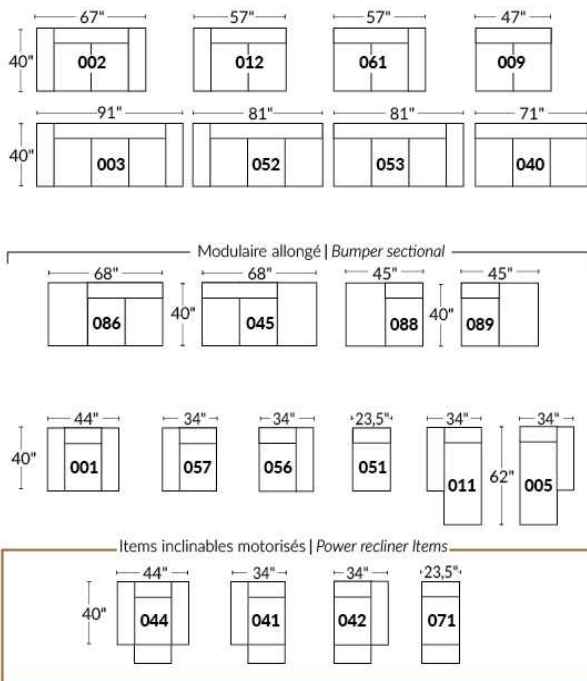 67" 57" 57" 47"
40" 002 012 061 009
91" 81" 81" 71"
40" 003 052 053 040
Modulaire allongé | Bumper sectional
68" 68" 45" 45"
086 40" 045 088 40" 089
44" 34" 34" 23,5" 34" 34"
40" 001 057 056 051 011 62" 005
Items inclinables motorisés | Power recliner Items
44" 34" 34" 23,5"
40" 044 041 042 071